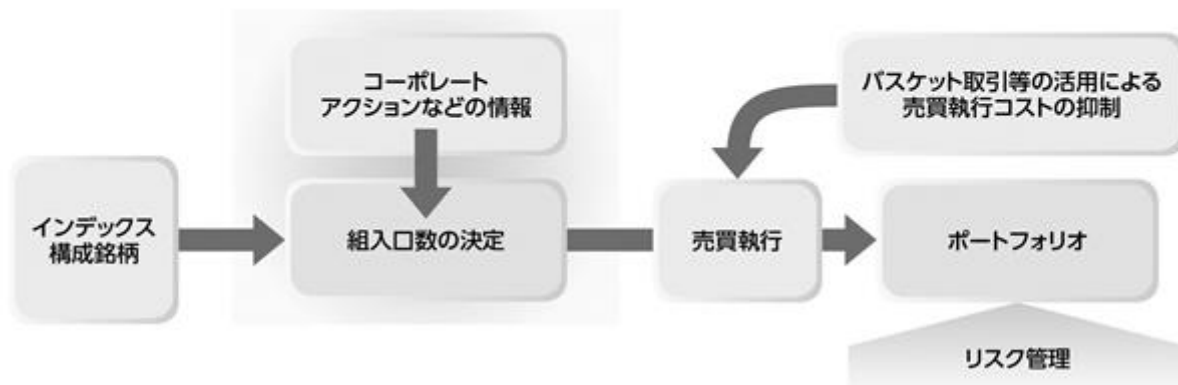 コーポレート
アクションなどの情報
バスケット取引等の活用による
売買執行コストの抑制
インデックス
構成銘柄
組入口数の決定
売買執行
ポートフォリオ
リスク管理